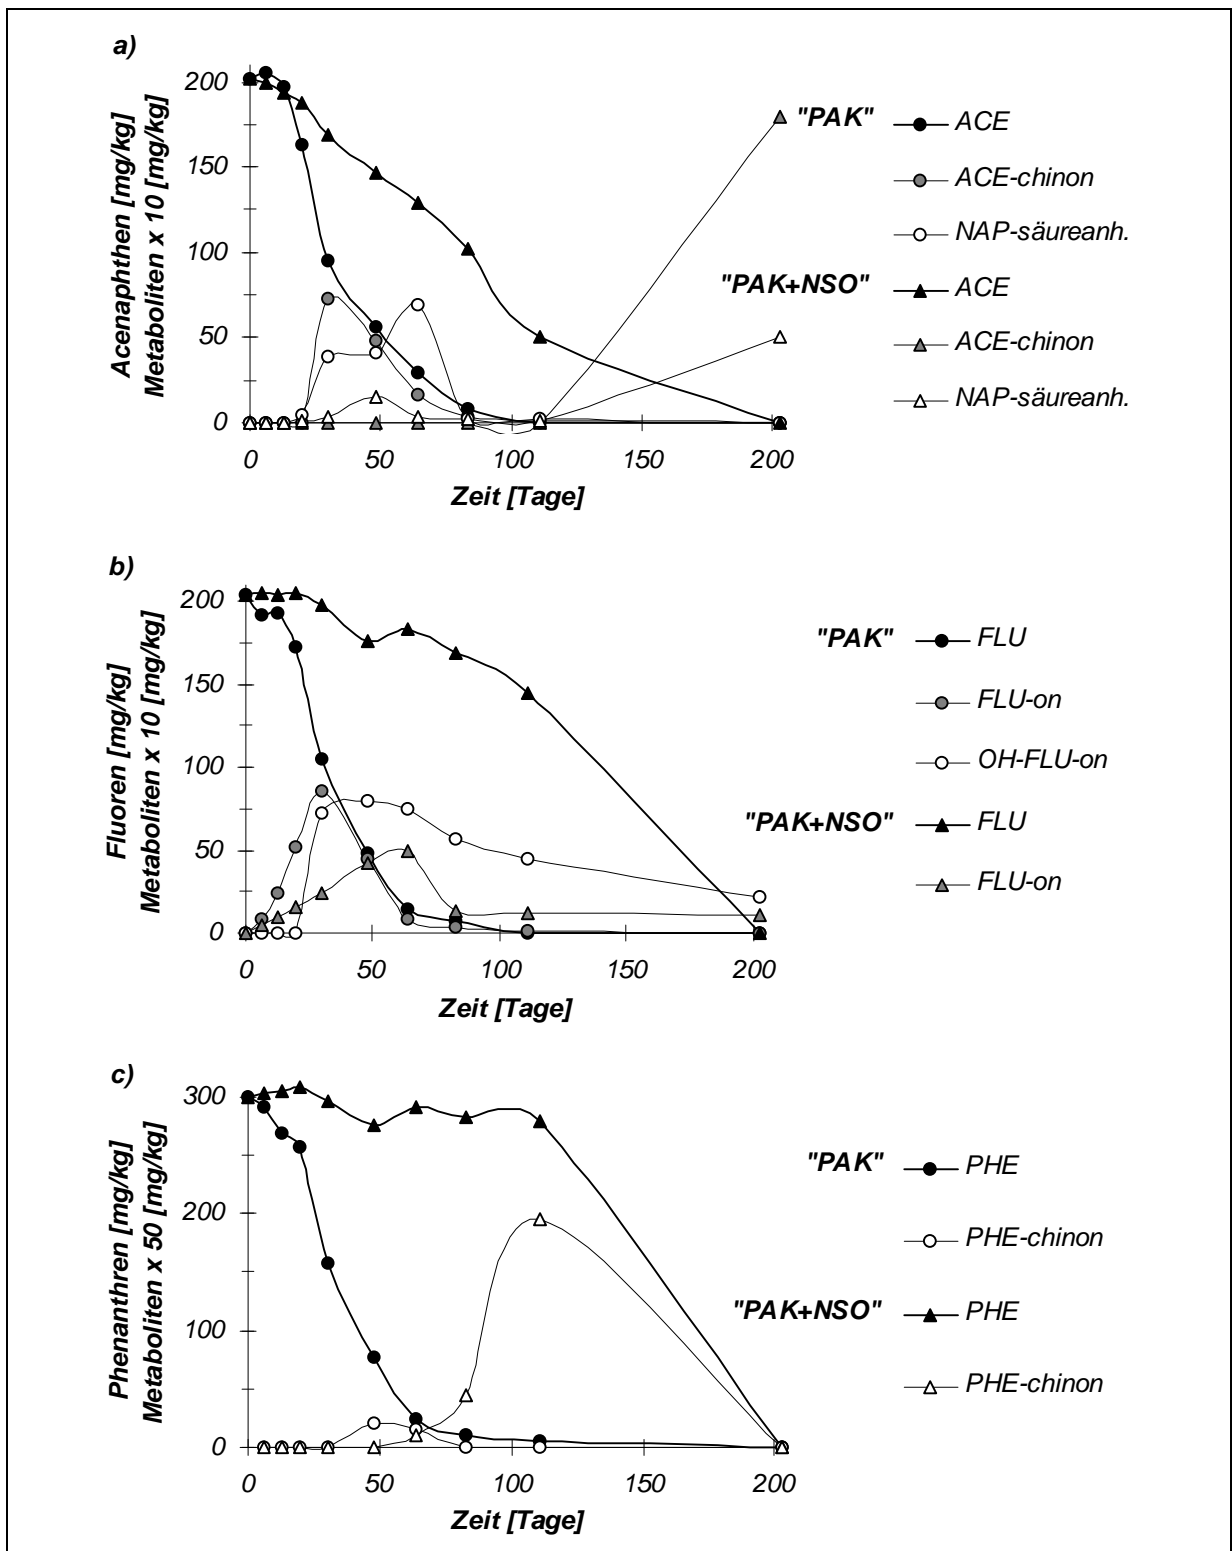 a)
Acenaphthen [mg/kg]
Metaboliten x 10 [mg/kg]
200
150
100
50
0
0 50 100 150 200
Zeit [Tage]
"PAK" ACE
ACE-chinon
NAP-säureanh.
"PAK+NSO" ACE
ACE-chinon
NAP-säureanh.
b)
Fluoren [mg/kg]
Metaboliten x 10 [mg/kg]
200
150
100
50
0
0 50 100 150 200
Zeit [Tage]
"PAK" FLU
FLU-on
OH-FLU-on
"PAK+NSO" FLU
FLU-on
c)
Phenanthren [mg/kg]
Metaboliten x 50 [mg/kg]
300
200
100
0
0 50 100 150 200
Zeit [Tage]
"PAK" PHE
PHE-chinon
"PAK+NSO" PHE
PHE-chinon